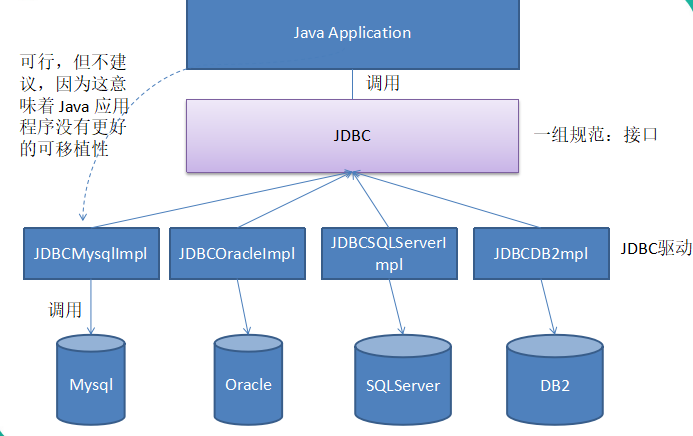 Java Application
可行，但不建
议，因为这意
味着 Java 应用
程序没有更好
的可移植性
调用
JDBC
一组规范：接口
JDBCMysqlImpl
JDBCOracleImpl
JDBCSQLServerI
mpl
JDBCDB2mpl
JDBC驱动
调用
Mysql
Oracle
SQLServer
DB2